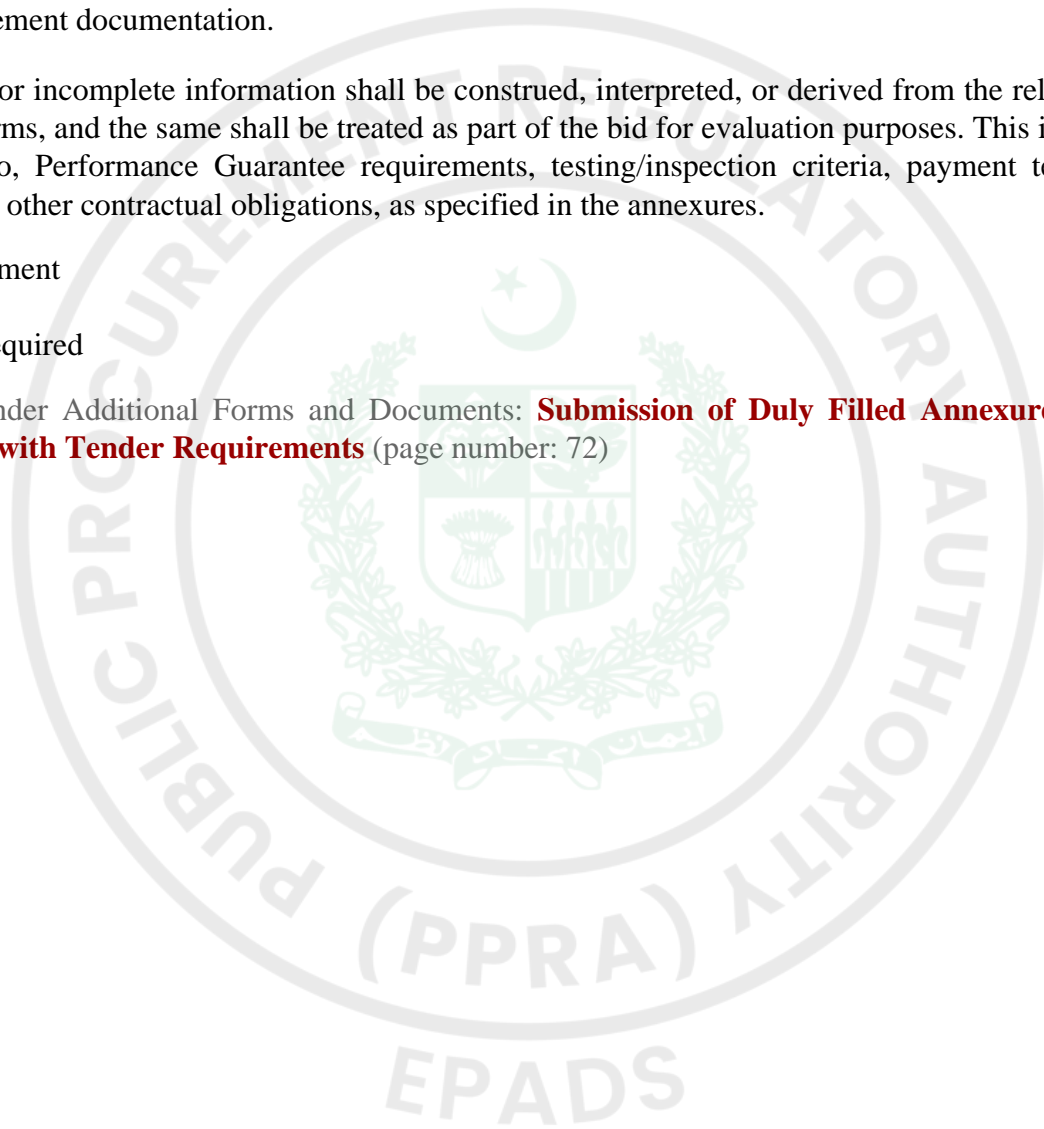 ement documentation.
or incomplete information shall be construed, interpreted, or derived from the rel
rms, and the same shall be treated as part of the bid for evaluation purposes. This i
o, Performance Guarantee requirements, testing/inspection criteria, payment te
other contractual obligations, as specified in the annexures.
ment
equired
nder Additional Forms and Documents: Submission of Duly Filled Annexure
with Tender Requirements (page number: 72)
PUBLIC PROCUREMENT REGULATORY AUTHORITY
(PPRA)
EPADS